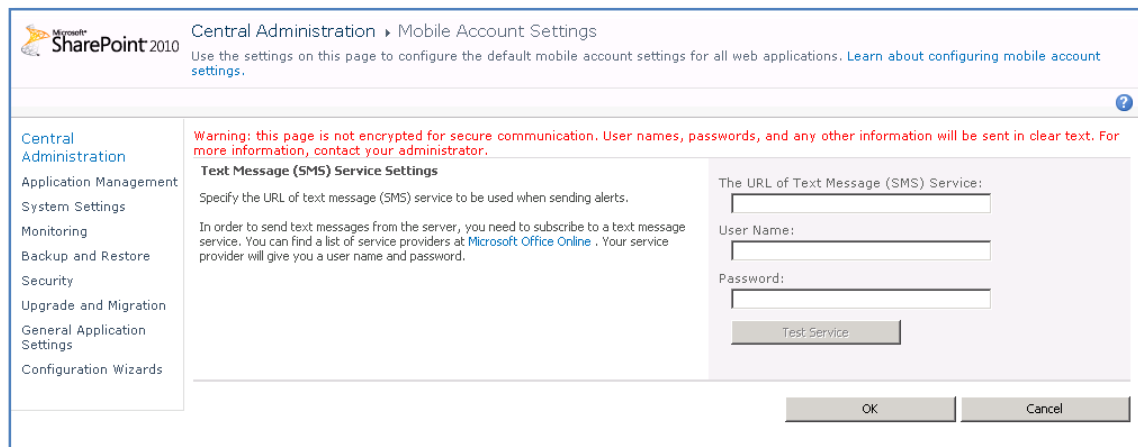 Microsoft®
SharePoint® 2010
Central Administration ▸ Mobile Account Settings
Use the settings on this page to configure the default mobile account settings for all web applications. Learn about configuring mobile account
settings.
Central
Administration
Application Management
System Settings
Monitoring
Backup and Restore
Security
Upgrade and Migration
General Application
Settings
Configuration Wizards
Warning: this page is not encrypted for secure communication. User names, passwords, and any other information will be sent in clear text. For
more information, contact your administrator.
Text Message (SMS) Service Settings
Specify the URL of text message (SMS) service to be used when sending alerts.
In order to send text messages from the server, you need to subscribe to a text message
service. You can find a list of service providers at Microsoft Office Online . Your service
provider will give you a user name and password.
The URL of Text Message (SMS) Service:
User Name:
Password:
Test Service
OK
Cancel